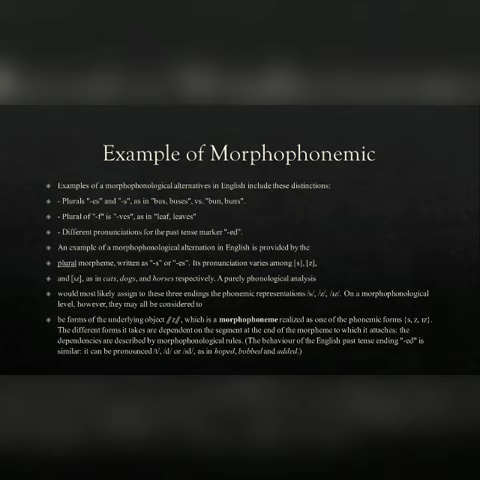 Example of Morphophonemic
Examples of a morphophonological alternatives in English include these distinctions:
- Plurals "-es" and "-s", as in "bus, buses", vs. "bun, buns".
- Plural of "-f" is "-ves", as in "leaf, leaves"
- Different pronunciations for the past tense marker "-ed".
An example of a morphophonological alternation in English is provided by the
plural morpheme, written as "-s" or "-es". Its pronunciation varies among [s], [z],
and [ɪz], as in cats, dogs, and horses respectively. A purely phonological analysis
would most likely assign to these three endings the phonemic representations /s/, /z/, /ɪz/. On a morphophonological
level, however, they may all be considered to
be forms of the underlying object //z//, which is a morphophoneme realized as one of the phonemic forms {s, z, ɪz}.
The different forms it takes are dependent on the segment at the end of the morpheme to which it attaches: the
dependencies are described by morphophonological rules. (The behaviour of the English past tense ending "-ed" is
similar: it can be pronounced /t/, /d/ or /ɪd/, as in hoped, bobbed and added.)